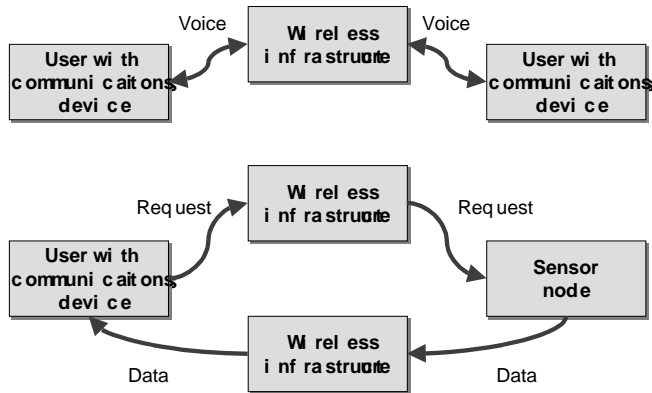 Voice
Voice
Wireless
infrastructure
User with
communicaitons,
device
User with
communicaitons,
device
Wireless
infrastructure
Request
Request
User with
communicaitons,
device
Sensor
node
Wireless
infrastructure
Data
Data